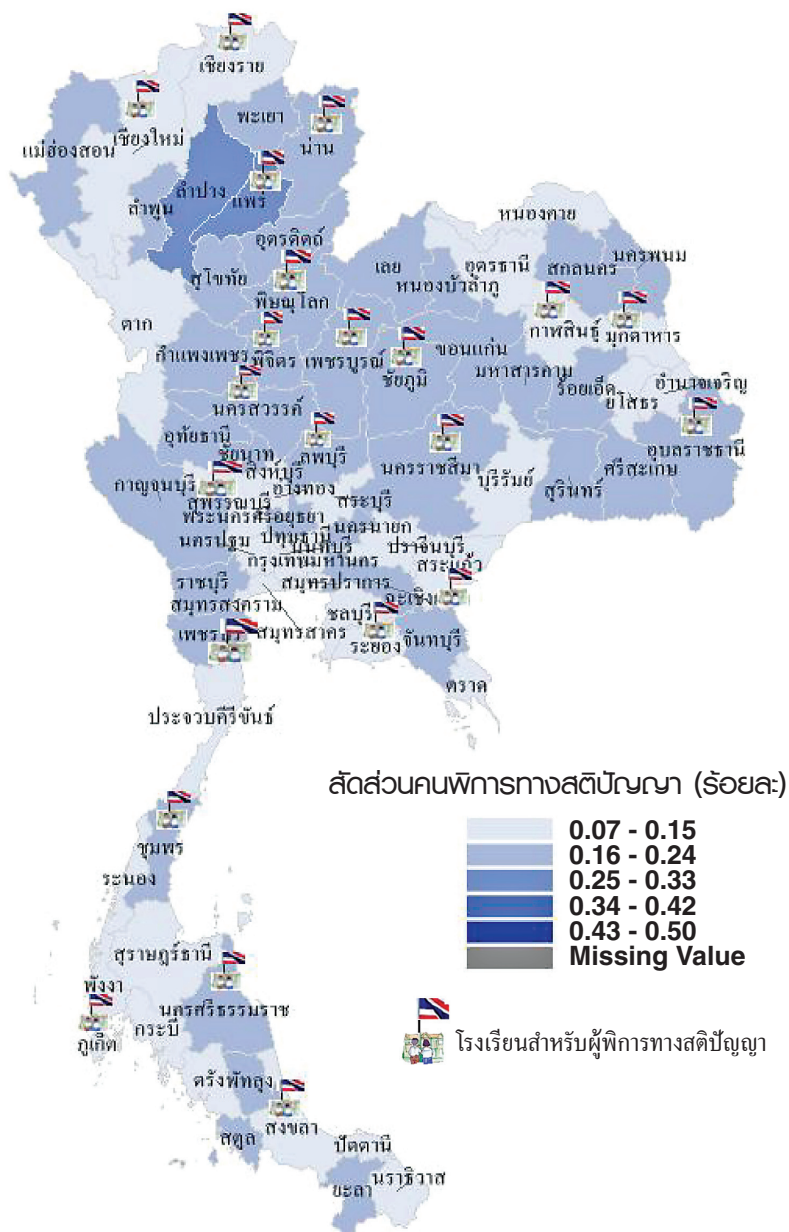 เชียงราย
เชียงใหม่
แม่ฮ่องสอน
พะเยา
น่าน
ลำปาง
แพร่
ลำพูน
อุตรดิตถ์
สุโขทัย
พิษณุโลก
ตาก
เลย
หนองบัวลำภู
หนองคาย
อุดรธานี
สกลนคร
นครพนม
กาฬสินธุ์
มุกดาหาร
กำแพงเพชร
พิจิตร
เพชรบูรณ์
ชัยภูมิ
ขอนแก่น
มหาสารคาม
ร้อยเอ็ด
ยโสธร
อำนาจเจริญ
นครสวรรค์
อุทัยธานี
ชัยนาท
ลพบุรี
สิงห์บุรี
นครราชสีมา
บุรีรัมย์
สุรินทร์
ศรีสะเกษ
อุบลราชธานี
กาญจนบุรี
สุพรรณบุรี
อ่างทอง
สระบุรี
พระนครศรีอยุธยา
นครนายก
ปทุมธานี
นครปฐม
นนทบุรี
ปราจีนบุรี
กรุงเทพมหานคร
สระแก้ว
ราชบุรี
สมุทรปราการ
ฉะเชิงเ
สมุทรสงคราม
สมุทรสาคร
ชลบุรี
ระยอง
จันทบุรี
เพชรบุรี
ตราด
ประจวบคีรีขันธ์
ชุมพร
ระนอง
สุราษฎร์ธานี
พังงา
นครศรีธรรมราช
กระบี่
ภูเก็ต
ตรัง
พัทลุง
สงขลา
สตูล
ปัตตานี
ยะลา
นราธิวาส
สัดส่วนคนพิการทางสติปัญญา (ร้อยละ)
0.07 - 0.15
0.16 - 0.24
0.25 - 0.33
0.34 - 0.42
0.43 - 0.50
Missing Value
โรงเรียนสำหรับผู้พิการทางสติปัญญา